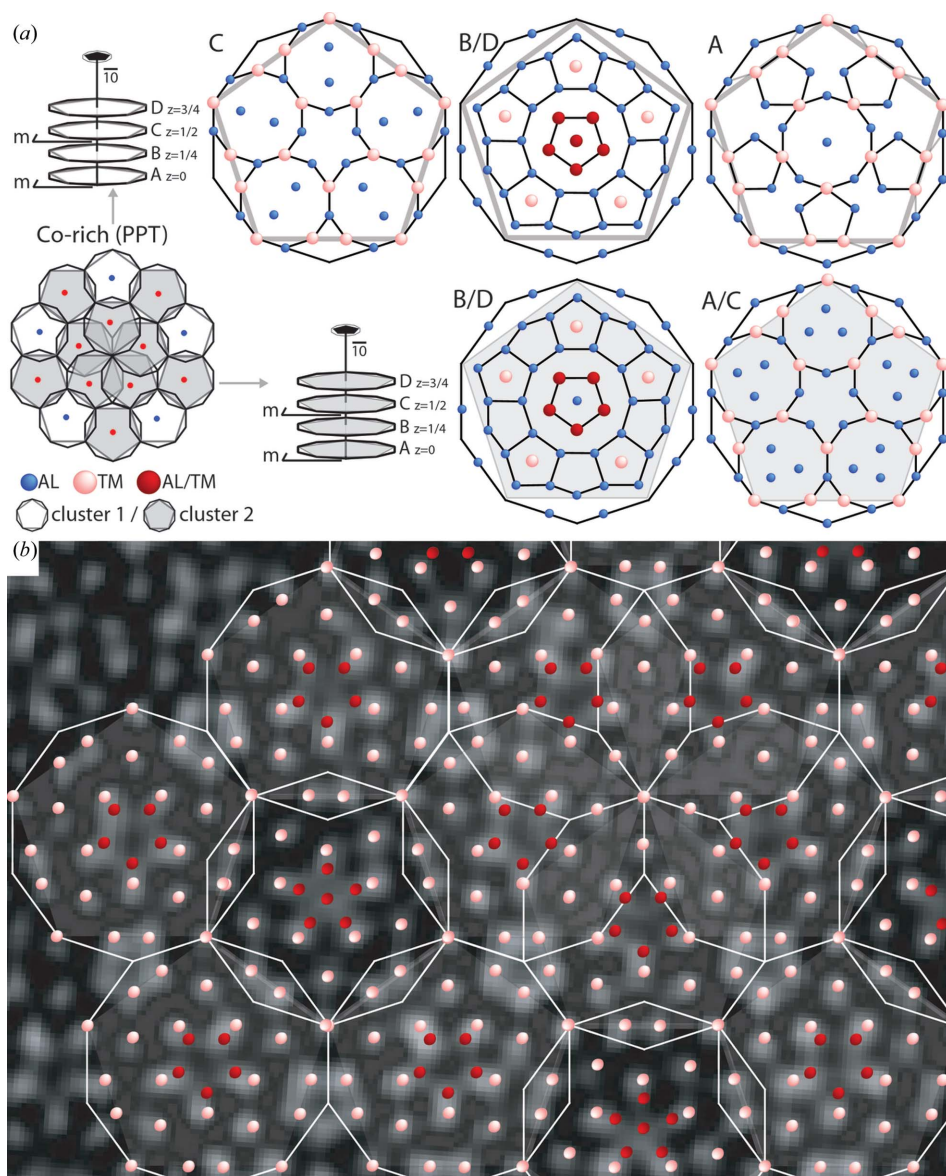 (a)
10
D z=3/4
C z=1/2
m
B z=1/4
m
A z=0
C
B/D
A
Co-rich (PPT)
10
D z=3/4
C z=1/2
m
B z=1/4
m
A z=0
B/D
A/C
AL TM AL/TM
cluster 1 / cluster 2
(b)